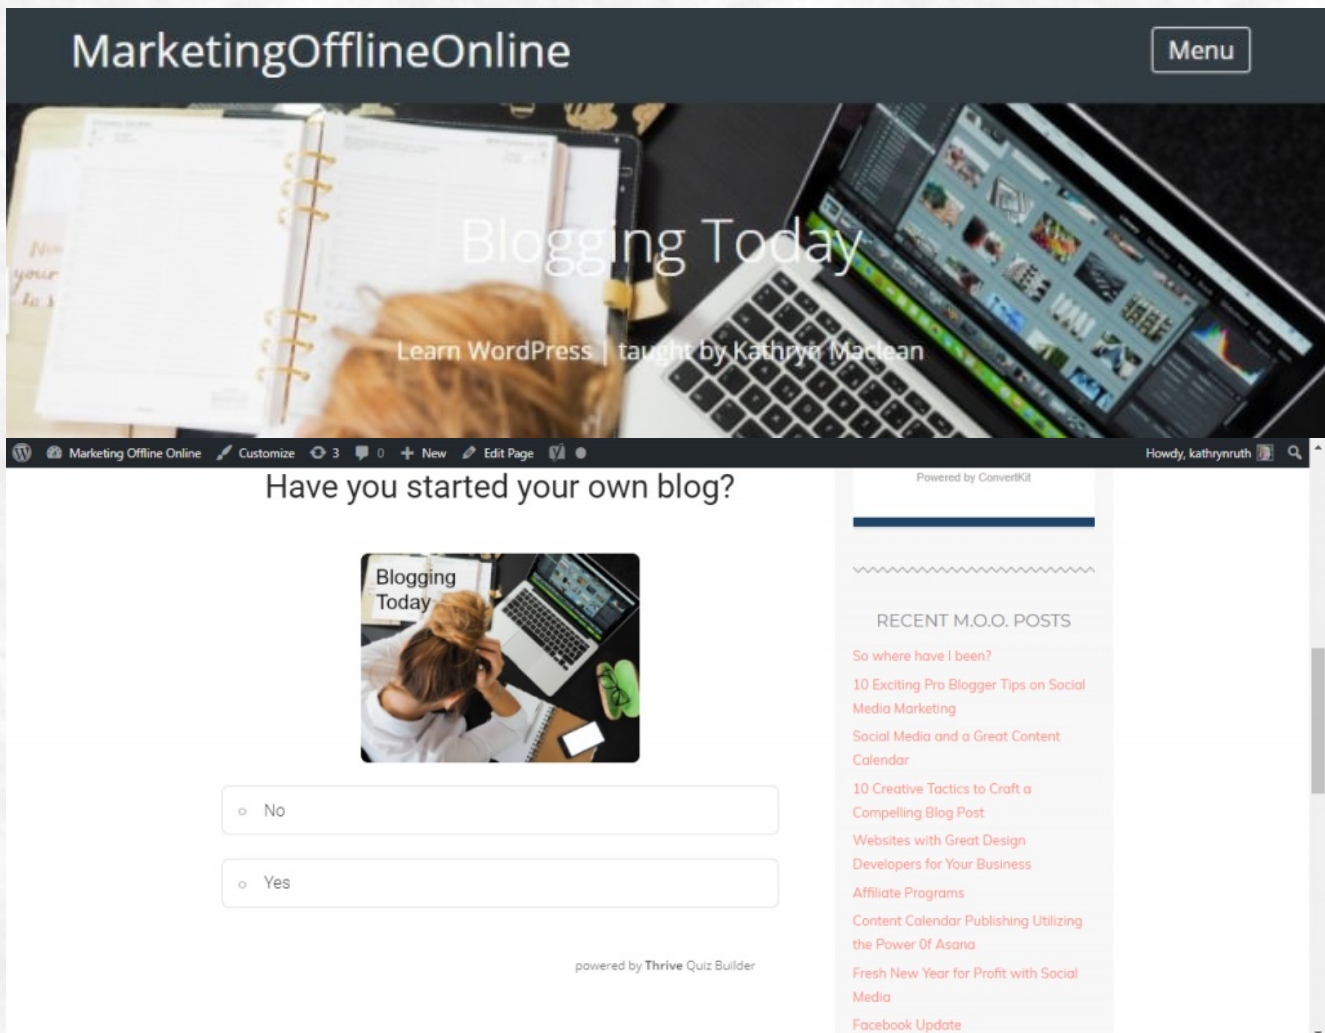 MarketingOfflineOnline
Menu
Blogging Today
Learn WordPress | taught by Kathryn Maclean
Marketing Offline Online
Customize
3
0
New
Edit Page
Howdy, kathrynruth
Have you started your own blog?
Blogging
Today
No
Yes
powered by Thrive Quiz Builder
Powered by ConvertKit
RECENT M.O.O. POSTS
So where have I been?
10 Exciting Pro Blogger Tips on Social
Media Marketing
Social Media and a Great Content
Calendar
10 Creative Tactics to Craft a
Compelling Blog Post
Websites with Great Design
Developers for Your Business
Affiliate Programs
Content Calendar Publishing Utilizing
the Power Of Asana
Fresh New Year for Profit with Social
Media
Facebook Update